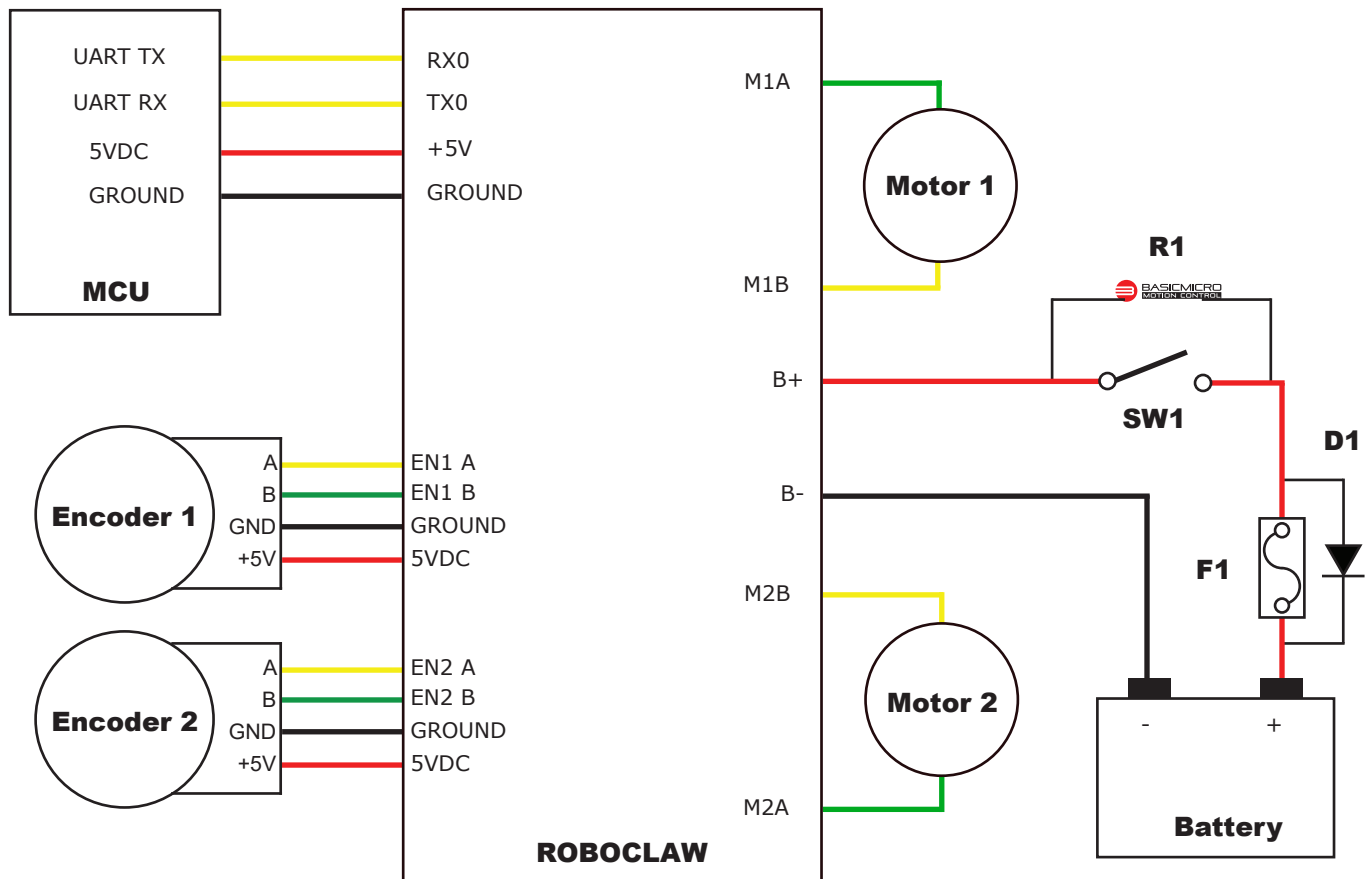 UART TX
UART RX
5VDC
GROUND
MCU
RX0
TX0
+5V
GROUND
M1A
Motor 1
M1B
R1
BASICMICRO
MOTION CONTROL
B+
SW1
D1
B-
F1
Encoder 1
A
B
GND
+5V
EN1 A
EN1 B
GROUND
5VDC
Encoder 2
A
B
GND
+5V
EN2 A
EN2 B
GROUND
5VDC
M2B
Motor 2
M2A
-
+
Battery
ROBOCLAW